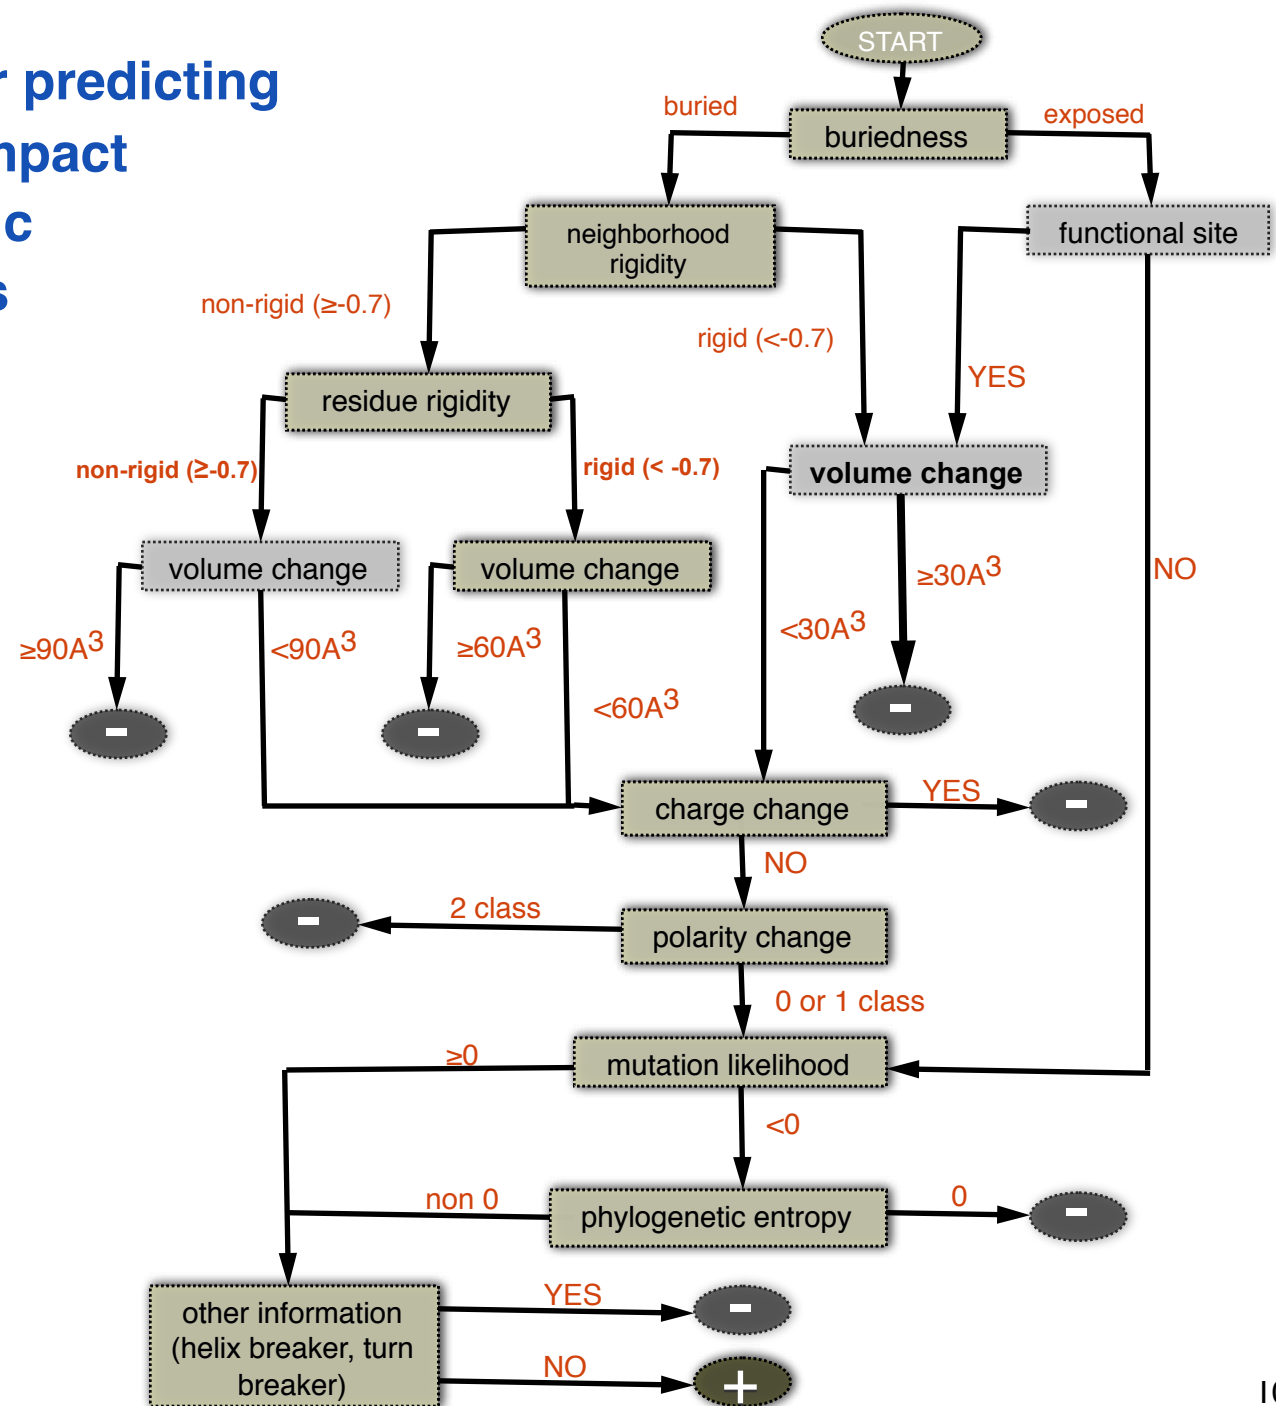 START
r predicting
buried
exposed
buriedness
mpact
c
neighborhood
rigidity
functional site
s
non-rigid (≥-0.7)
rigid (<-0.7)
YES
residue rigidity
non-rigid (≥-0.7)
rigid (< -0.7)
volume change
volume change
volume change
≥30A3
NO
≥90A3
<90A3
≥60A3
<30A3
<60A3
-
-
-
charge change
YES
-
NO
2 class
-
polarity change
0 or 1 class
≥0
mutation likelihood
<0
non 0
phylogenetic entropy
0
-
other information
(helix breaker, turn
breaker)
YES
-
NO
+